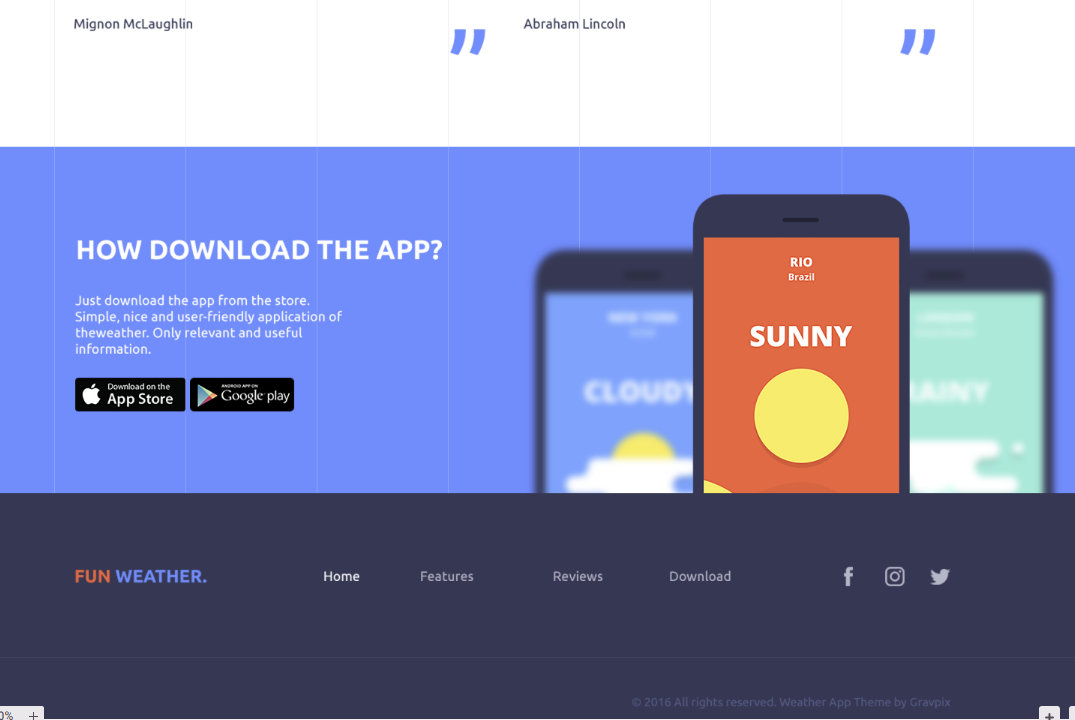 Mignon McLaughlin
Abraham Lincoln
”
”
HOW DOWNLOAD THE APP?
Just download the app from the store.
Simple, nice and user-friendly application of
theweather. Only relevant and useful
information.
Download on the
App Store
ANDROID APP ON
Google play
NEW YORK
CLOUDY
RIO
Brazil
SUNNY
LONDON
RAINY
FUN WEATHER.
Home
Features
Reviews
Download
© 2016 All rights reserved. Weather App Theme by Gravpix
0%
+
+